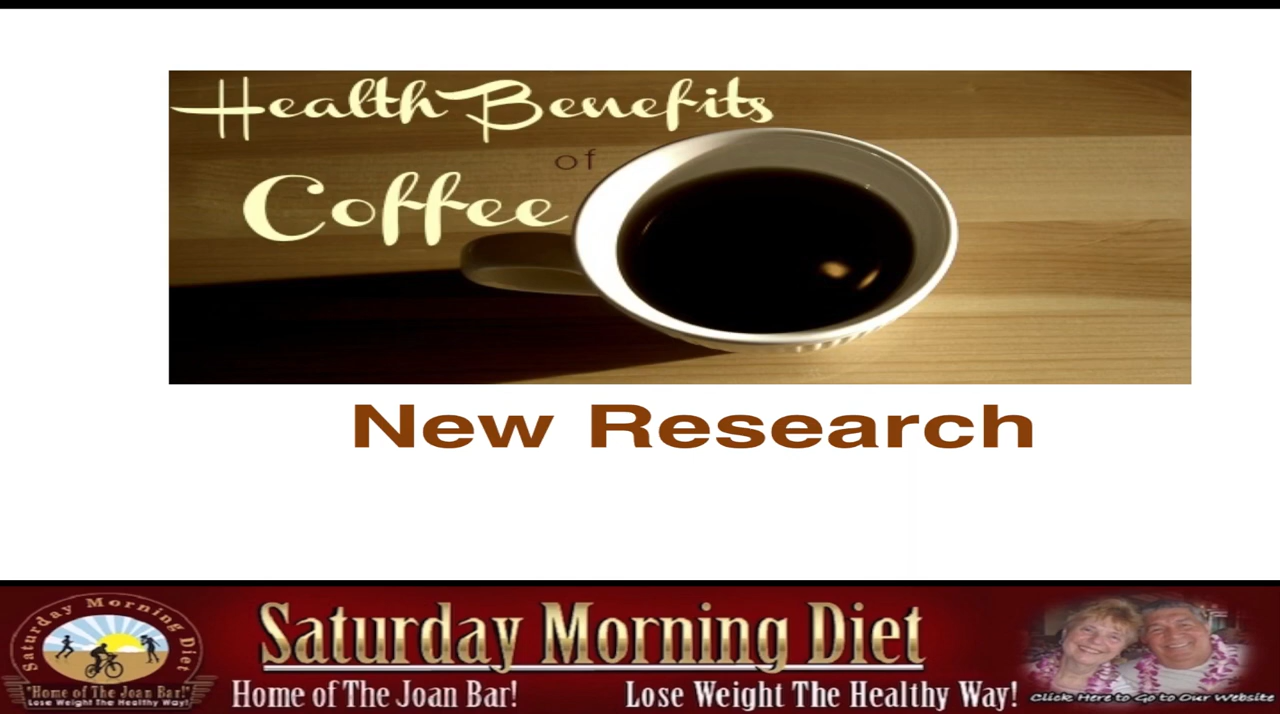 Health Benefits
of
Coffee
New Research
Saturday Morning Diet
"Home of The Joan Bar!"
Lose Weight The Healthy Way!
Saturday Morning Diet
Home of The Joan Bar! Lose Weight The Healthy Way!
Click Here to Go to Our Website